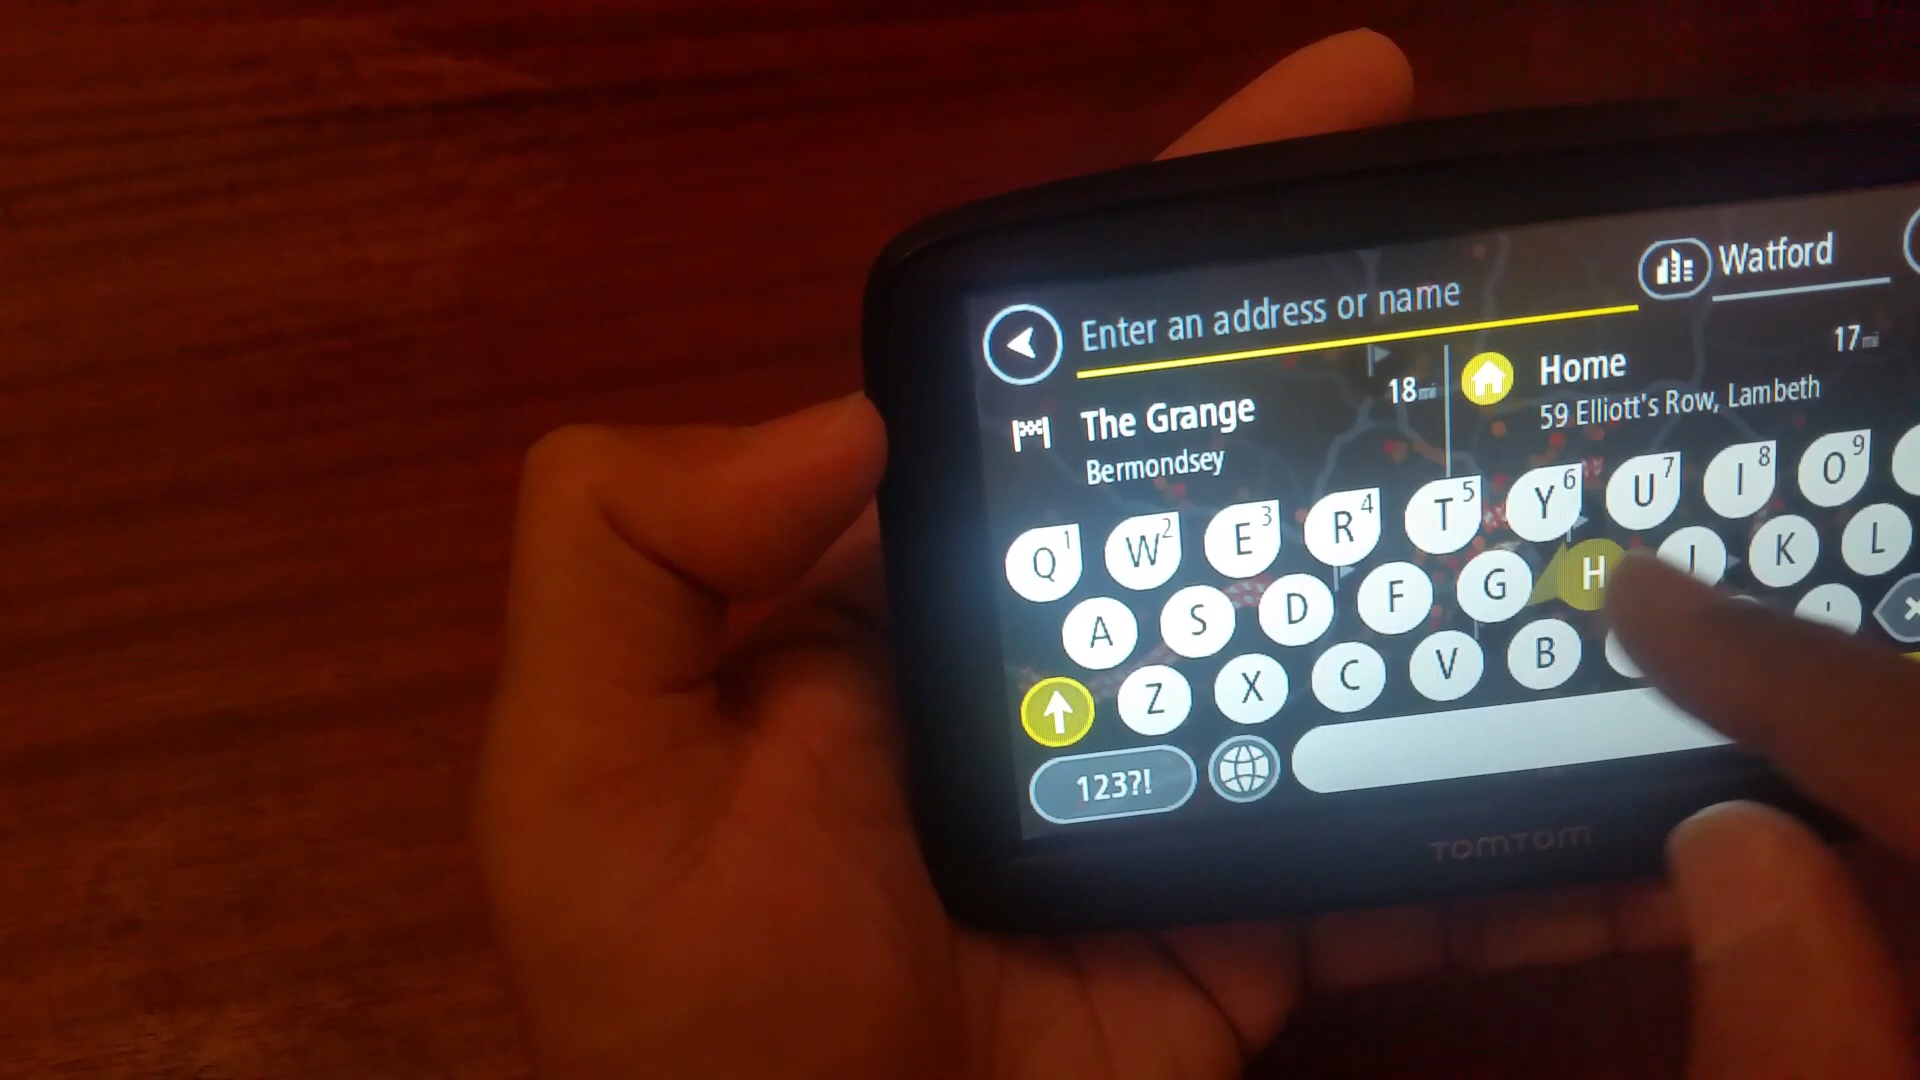 Enter an address or name
Watford
The Grange
18mi
Bermondsey
Home
17mi
59 Elliott's Row, Lambeth
Q1 W2 E3 R4 T5 Y6 U7 I8 O9
A S D F G H J K L
Z X C V B '
123?!
TOMTOM